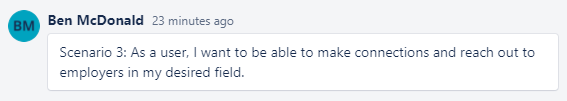 BM Ben McDonald 23 minutes ago
Scenario 3: As a user, I want to be able to make connections and reach out to
employers in my desired field.